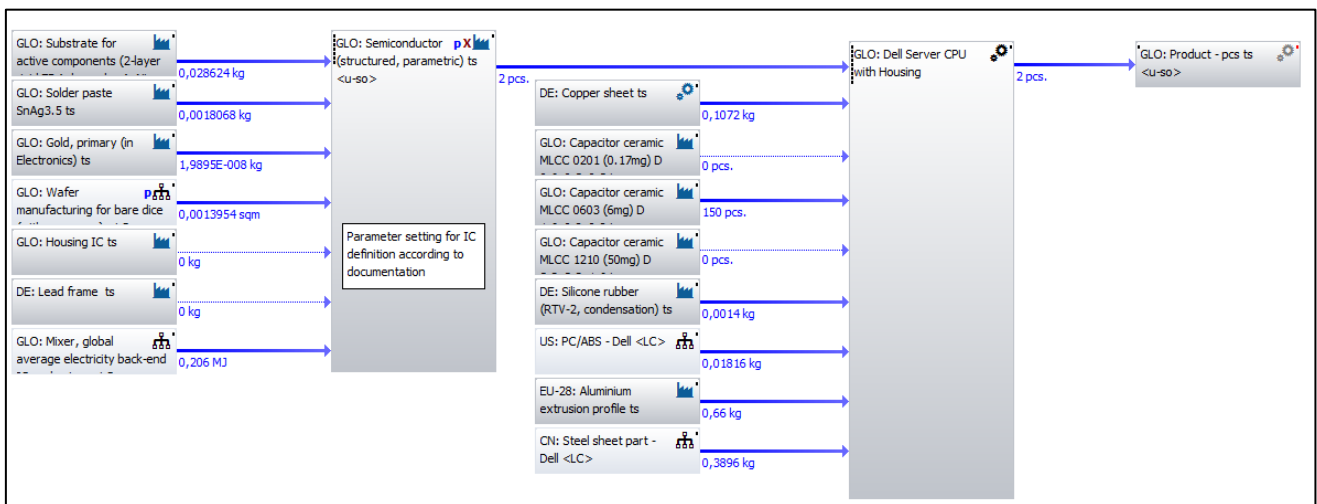 GLO: Substrate for
active components (2-layer
0,028624 kg
GLO: Solder paste
SnAg3.5 ts
0,0018068 kg
GLO: Gold, primary (in
Electronics) ts
1,9895E-008 kg
GLO: Wafer
p
manufacturing for bare dice
0,0013954 sqm
GLO: Housing IC ts
0 kg
DE: Lead frame ts
0 kg
GLO: Mixer, global
average electricity back-end
0,206 MJ
GLO: Semiconductor
pX
(structured, parametric) ts
<u-so>
Parameter setting for IC
definition according to
documentation
2 pcs.
DE: Copper sheet ts
0,1072 kg
GLO: Capacitor ceramic
MLCC 0201 (0.17mg) D
0 pcs.
GLO: Capacitor ceramic
MLCC 0603 (6mg) D
150 pcs.
GLO: Capacitor ceramic
MLCC 1210 (50mg) D
0 pcs.
DE: Silicone rubber
(RTV-2, condensation) ts
0,0014 kg
US: PC/ABS - Dell <LC>
0,01816 kg
EU-28: Aluminium
extrusion profile ts
0,66 kg
CN: Steel sheet part -
Dell <LC>
0,3896 kg
GLO: Dell Server CPU
with Housing
2 pcs.
GLO: Product - pcs ts
<u-so>